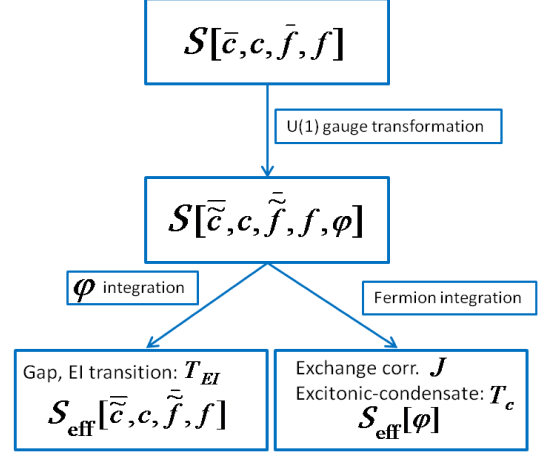 S[c̄, c, f̄, f]
U(1) gauge transformation
S[c̃̄, c, f̃̄, f, φ]
φ integration
Fermion integration
Gap, EI transition: T_EI
S_eff[c̃̄, c, f̃̄, f]
Exchange corr. J
Excitonic-condensate: T_c
S_eff[φ]